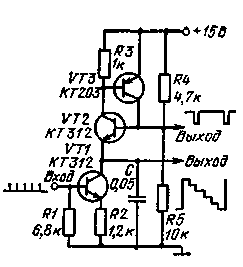 +15В
R3
1к
VT3
КТ203
R4
4,7к
VT2
КТ312
Выход
VT1
КТ312
Выход
Вход
C
0,05
R1
6,8к
R2
1,2к
R5
10к